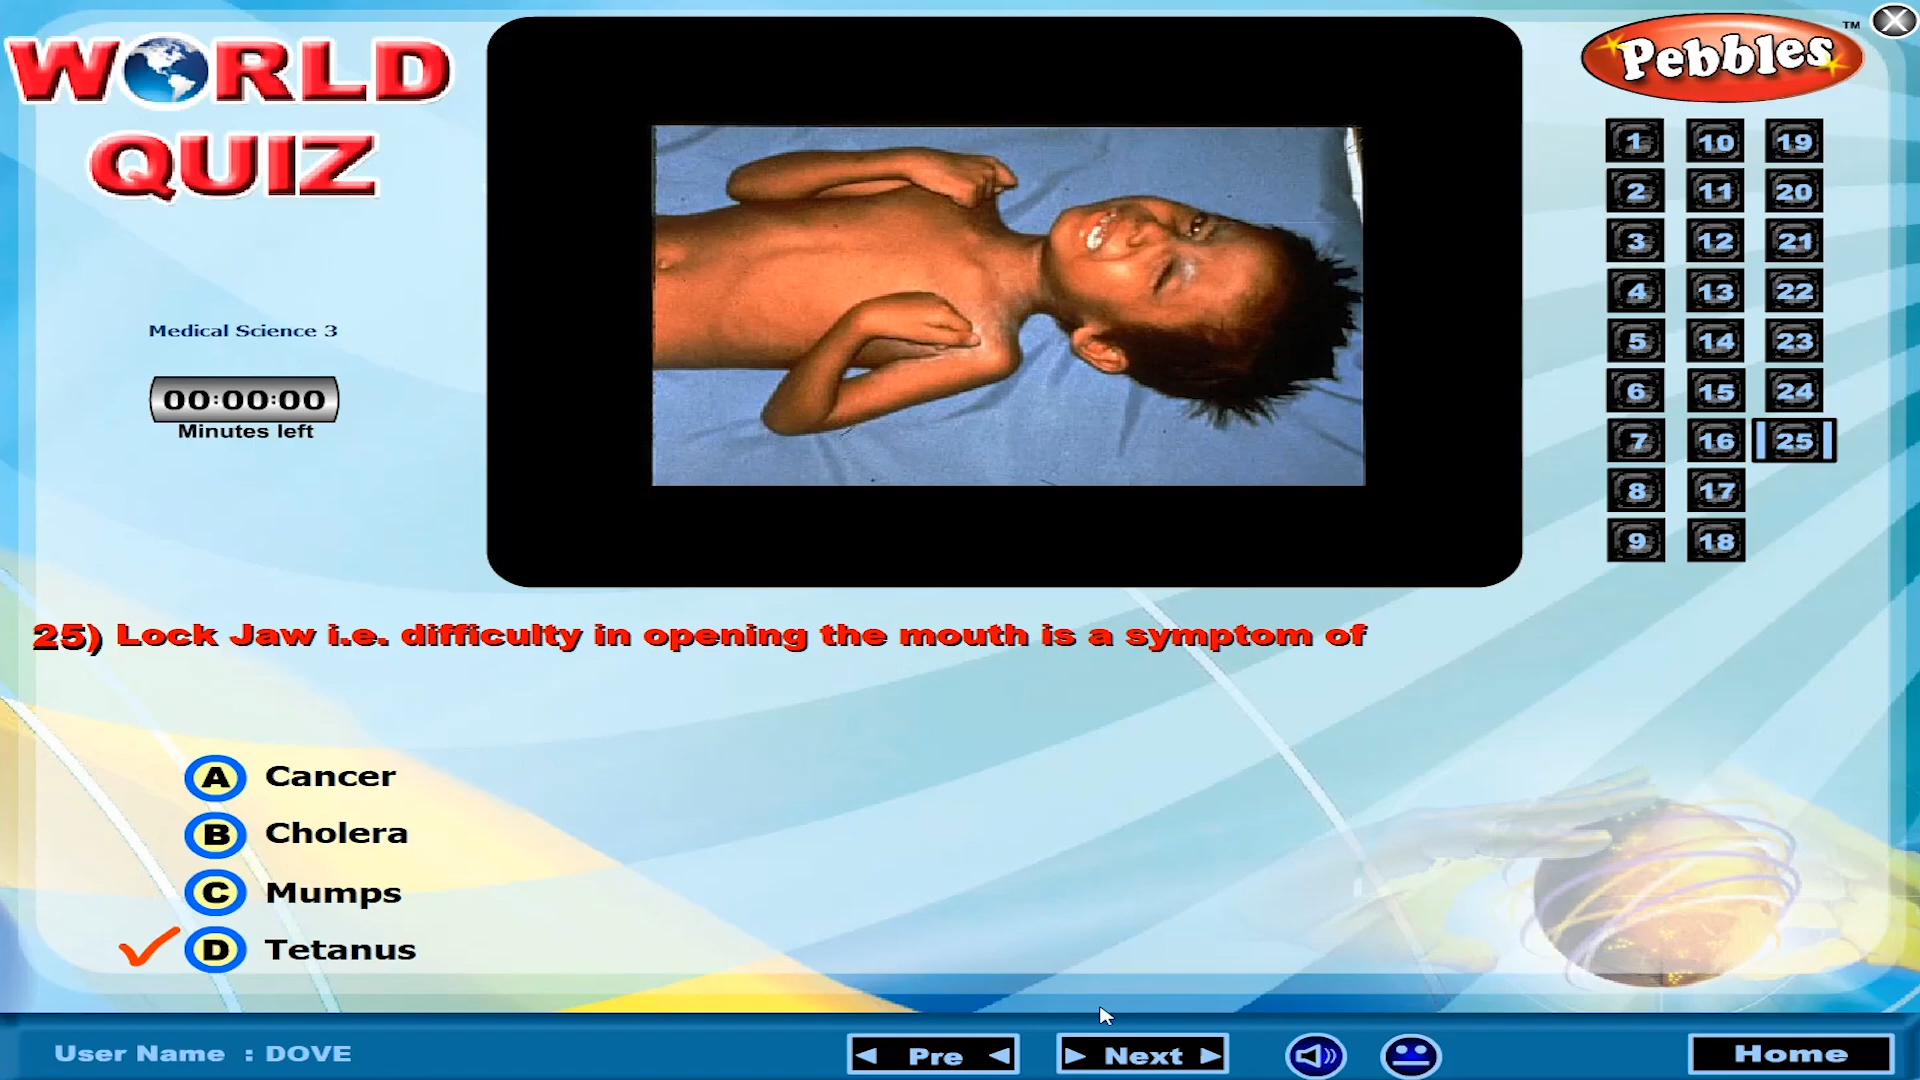 WORLD
QUIZ
Pebbles™
Medical Science 3
00:00:00
Minutes left
1 10 19
2 11 20
3 12 21
4 13 22
5 14 23
6 15 24
7 16 25
8 17
9 18
25) Lock Jaw i.e. difficulty in opening the mouth is a symptom of
A Cancer
B Cholera
C Mumps
D Tetanus
User Name : DOVE
Pre
Next
Home